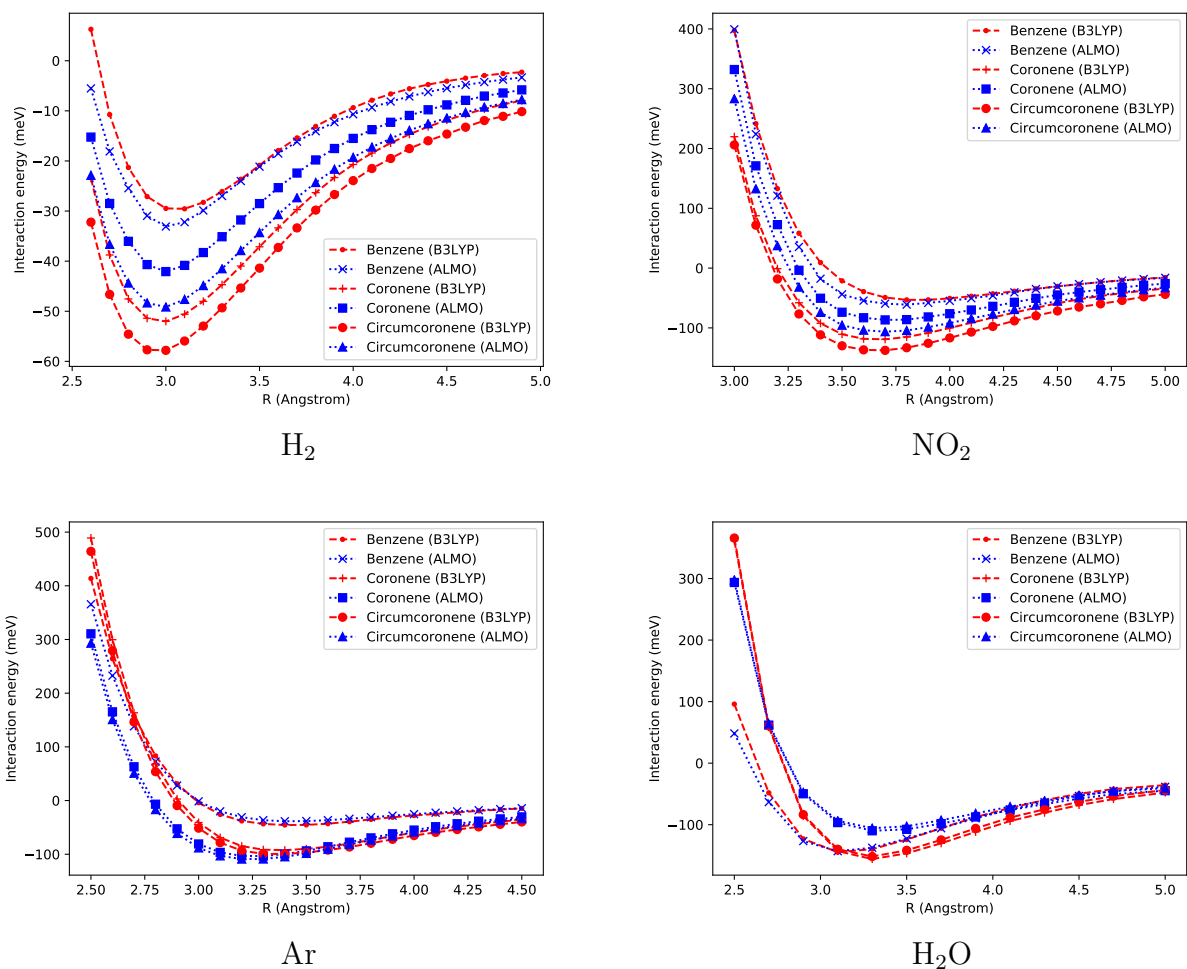 0
−10
−20
−30
−40
−50
−60
2.5
3.0
3.5
4.0
4.5
5.0
Interaction energy (meV)
R (Angstrom)
Benzene (B3LYP)
Benzene (ALMO)
Coronene (B3LYP)
Coronene (ALMO)
Circumcoronene (B3LYP)
Circumcoronene (ALMO)
H2
400
300
200
100
0
−100
3.00
3.25
3.50
3.75
4.00
4.25
4.50
4.75
5.00
Interaction energy (meV)
R (Angstrom)
Benzene (B3LYP)
Benzene (ALMO)
Coronene (B3LYP)
Coronene (ALMO)
Circumcoronene (B3LYP)
Circumcoronene (ALMO)
NO2
500
400
300
200
100
0
−100
2.50
2.75
3.00
3.25
3.50
3.75
4.00
4.25
4.50
Interaction energy (meV)
R (Angstrom)
Benzene (B3LYP)
Benzene (ALMO)
Coronene (B3LYP)
Coronene (ALMO)
Circumcoronene (B3LYP)
Circumcoronene (ALMO)
Ar
300
200
100
0
−100
2.5
3.0
3.5
4.0
4.5
5.0
Interaction energy (meV)
R (Angstrom)
Benzene (B3LYP)
Benzene (ALMO)
Coronene (B3LYP)
Coronene (ALMO)
Circumcoronene (B3LYP)
Circumcoronene (ALMO)
H2O